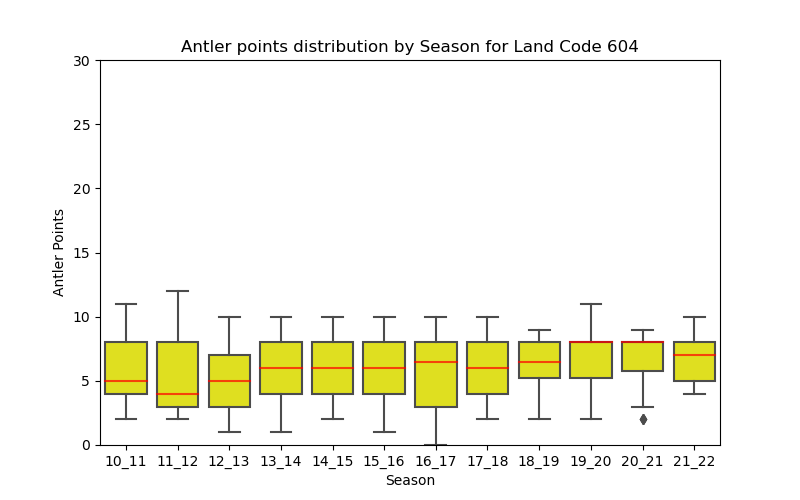 Antler points distribution by Season for Land Code 604
30
25
20
15
10
5
0
Antler Points
10_11 11_12 12_13 13_14 14_15 15_16 16_17 17_18 18_19 19_20 20_21 21_22
Season